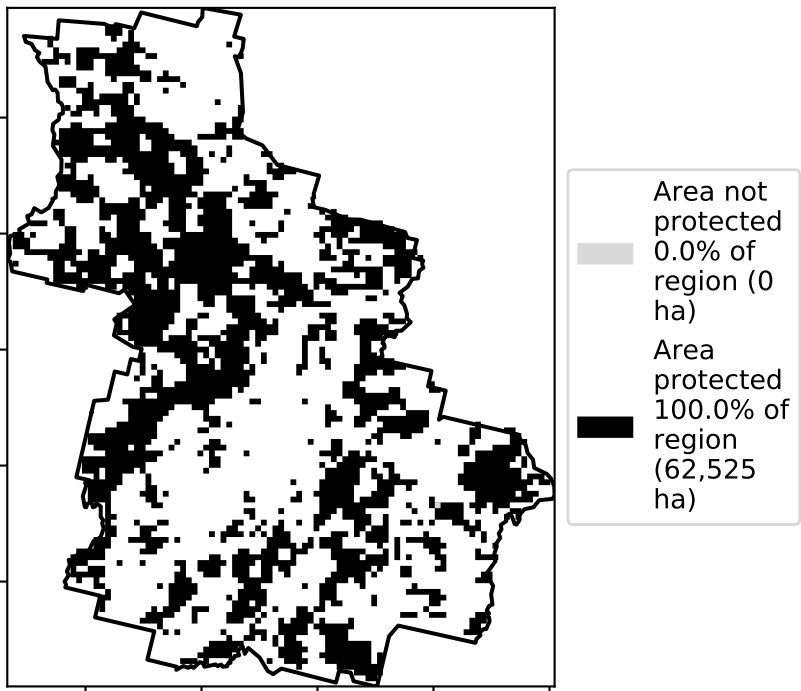 Area not
protected
0.0% of
region (0
ha)
Area
protected
100.0% of
region
(62,525
ha)